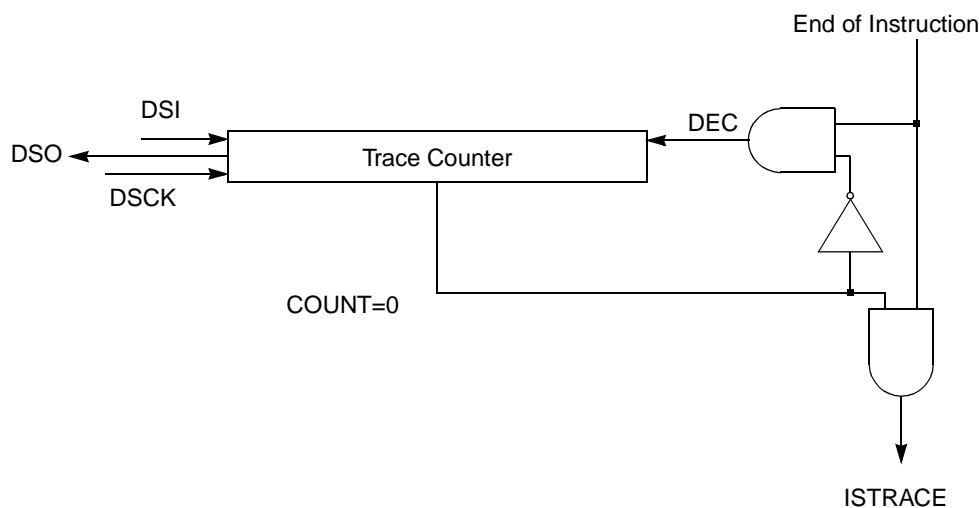 End of Instruction
DSI
DEC
DSO
Trace Counter
DSCK
COUNT=0
ISTRACE